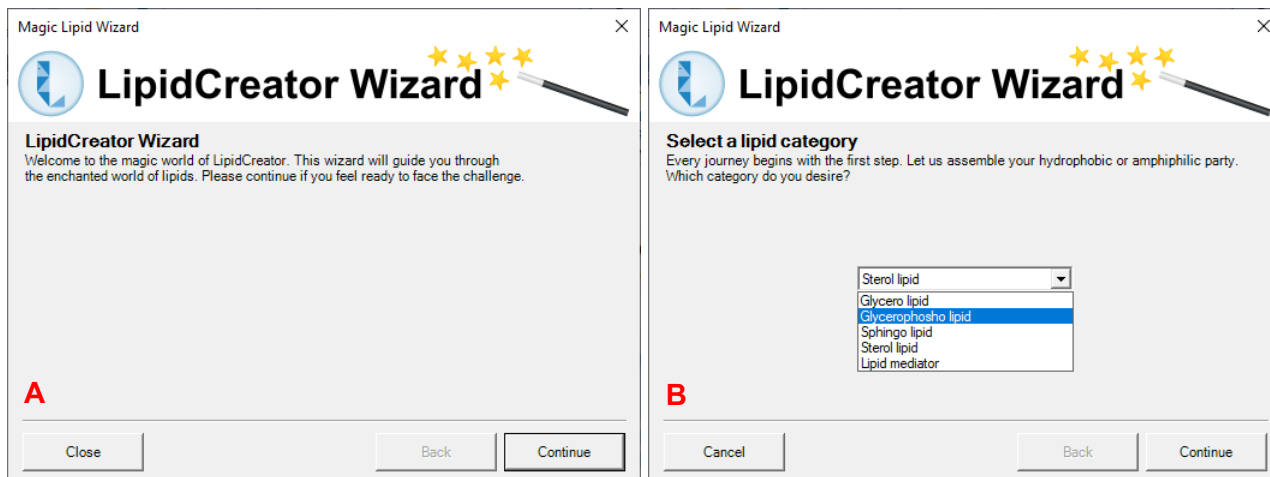 Magic Lipid Wizard
LipidCreator Wizard
LipidCreator Wizard
Welcome to the magic world of LipidCreator. This wizard will guide you through
the enchanted world of lipids. Please continue if you feel ready to face the challenge.
A
Close
Back
Continue
Magic Lipid Wizard
LipidCreator Wizard
Select a lipid category
Every journey begins with the first step. Let us assemble your hydrophobic or amphiphilic party.
Which category do you desire?
Sterol lipid
Glycero lipid
Glycerophosho lipid
Sphingo lipid
Sterol lipid
Lipid mediator
B
Cancel
Back
Continue